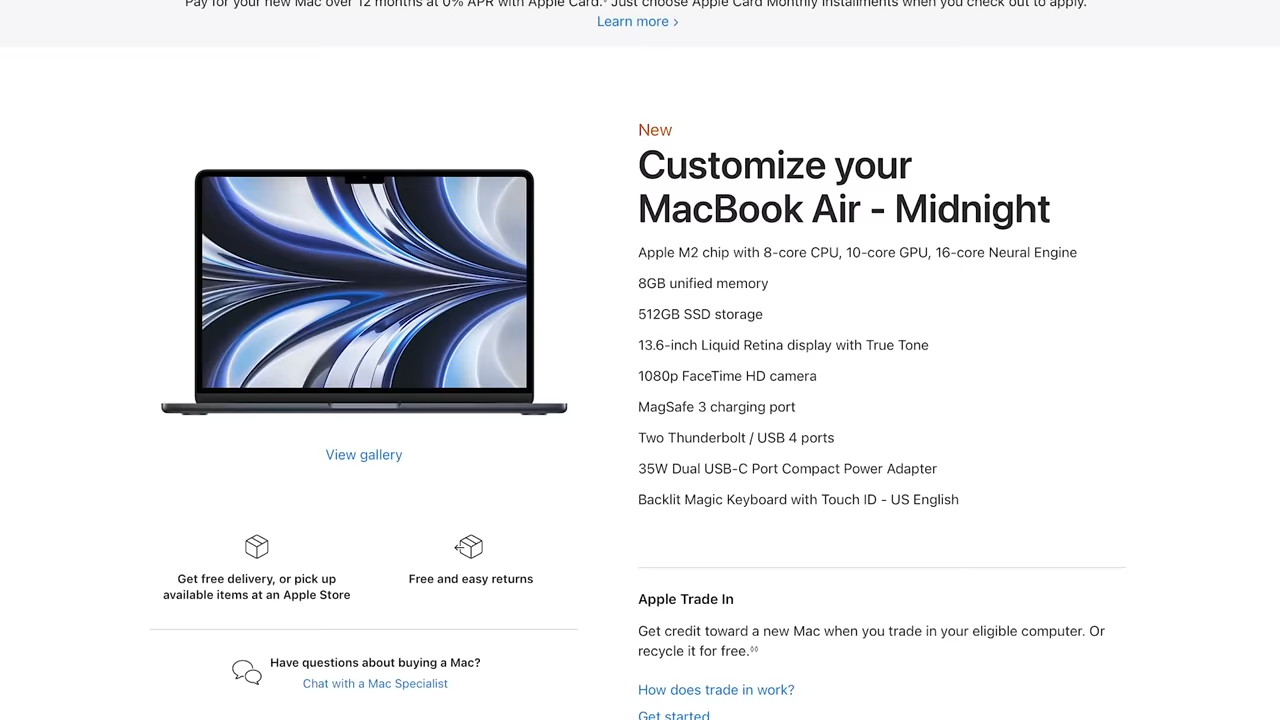 Pay for your new Mac over 12 months at 0% APR with Apple Card.◊ Just choose Apple Card Monthly Installments when you check out to apply.
Learn more >
New
Customize your
MacBook Air - Midnight
Apple M2 chip with 8-core CPU, 10-core GPU, 16-core Neural Engine
8GB unified memory
512GB SSD storage
13.6-inch Liquid Retina display with True Tone
1080p FaceTime HD camera
MagSafe 3 charging port
Two Thunderbolt / USB 4 ports
35W Dual USB-C Port Compact Power Adapter
Backlit Magic Keyboard with Touch ID - US English
View gallery
Get free delivery, or pick up
available items at an Apple Store
Free and easy returns
Have questions about buying a Mac?
Chat with a Mac Specialist
Apple Trade In
Get credit toward a new Mac when you trade in your eligible computer. Or
recycle it for free.◊◊
How does trade in work?
Get started